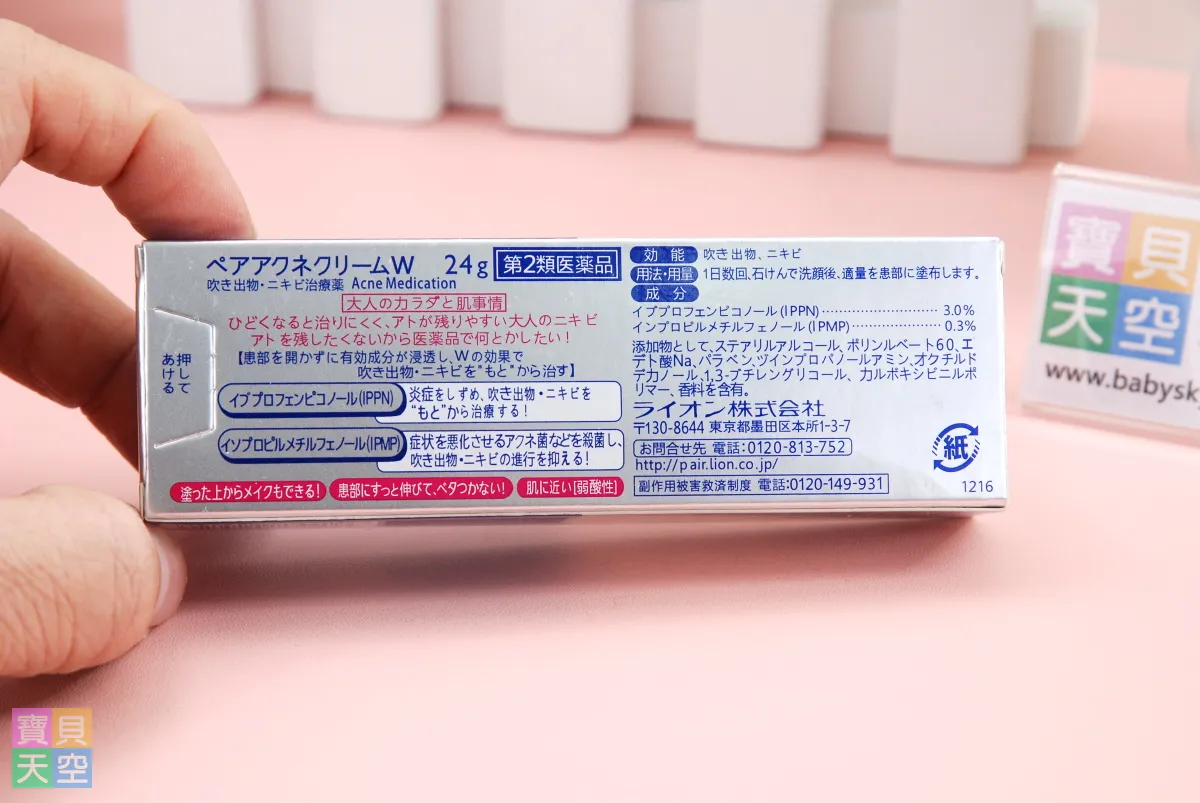 ペアアクネクリームW 24g 第2類医薬品
吹き出物・ニキビ治療薬 Acne Medication
大人のカラダと肌事情
ひどくなると治りにくく、アトが残りやすい大人のニキビ
アトを残したくないから医薬品で何とかしたい!
【患部を開かずに有効成分が浸透し、Wの効果で
吹き出物・ニキビを"もと"から治す】
イブプロフェンピコノール(IPPN)
炎症をしずめ、吹き出物・ニキビを
"もと"から治療する!
イソプロピルメチルフェノール(IPMP)
症状を悪化させるアクネ菌などを殺菌し、
吹き出物・ニキビの進行を抑える!
塗った上からメイクもできる! 患部にすっと伸びて、ベタつかない! 肌に近い[弱酸性]
押して
あける
効能 吹き出物、ニキビ
用法・用量 1日数回、石けんで洗顔後、適量を患部に塗布します。
成分
イブプロフェンピコノール(IPPN)………………………… 3.0%
インプロピルメチルフェノール(IPMP)………………… 0.3%
添加物として、ステアリルアルコール、ポリンルベート60、エ
デト酸Na、パラベン、ツインプロパノールアミン、オクチルド
デカノール、1,3-ブチレングリコール、カルボキシビニルポ
リマー、香料を含有。
ライオン株式会社
〒130-8644 東京都墨田区本所1-3-7
お問合せ先 電話:0120-813-752
http://pair.lion.co.jp/
副作用被害救済制度 電話:0120-149-931
紙
1216
寶貝
天空
www.babysk
寶貝
天空